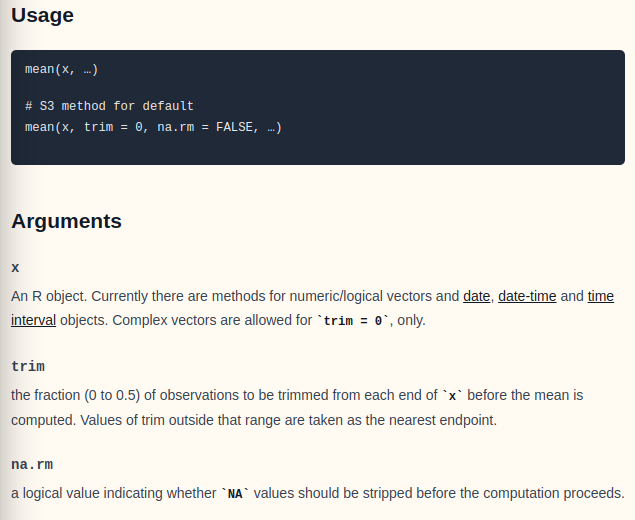 Usage
mean(x, …)
# S3 method for default
mean(x, trim = 0, na.rm = FALSE, …)
Arguments
x
An R object. Currently there are methods for numeric/logical vectors and date, date-time and time
interval objects. Complex vectors are allowed for `trim = 0`, only.
trim
the fraction (0 to 0.5) of observations to be trimmed from each end of `x` before the mean is
computed. Values of trim outside that range are taken as the nearest endpoint.
na.rm
a logical value indicating whether `NA` values should be stripped before the computation proceeds.